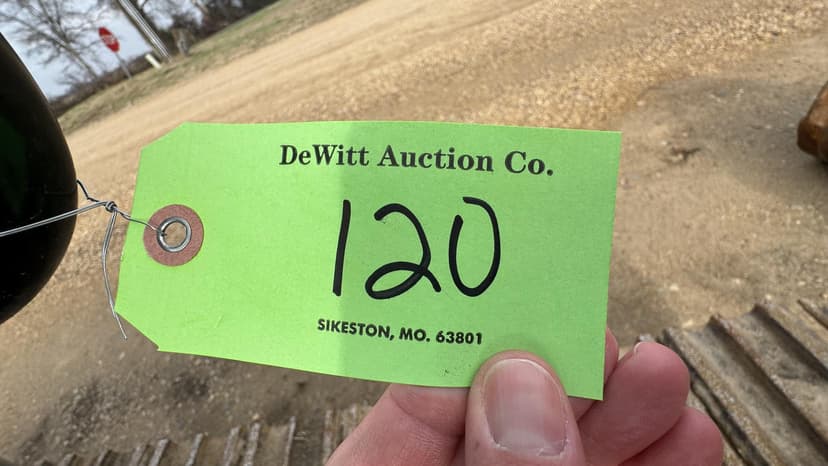 DeWitt Auction Co.
120
SIKESTON, MO. 63801